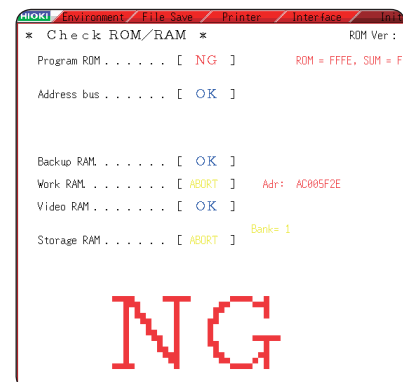 HIOKI Environment / File Save / Printer / Interface / Init
* Check ROM/RAM * ROM Ver :
Program ROM . . . . . . [ NG ] ROM = FFFE, SUM = F
Address bus . . . . . . [ OK ]
Backup RAM. . . . . . . [ OK ]
Work RAM. . . . . . . . [ ABORT ] Adr: AC005F2E
Video RAM . . . . . . . [ OK ]
Bank= 1
Storage RAM . . . . . . [ ABORT ]
NG